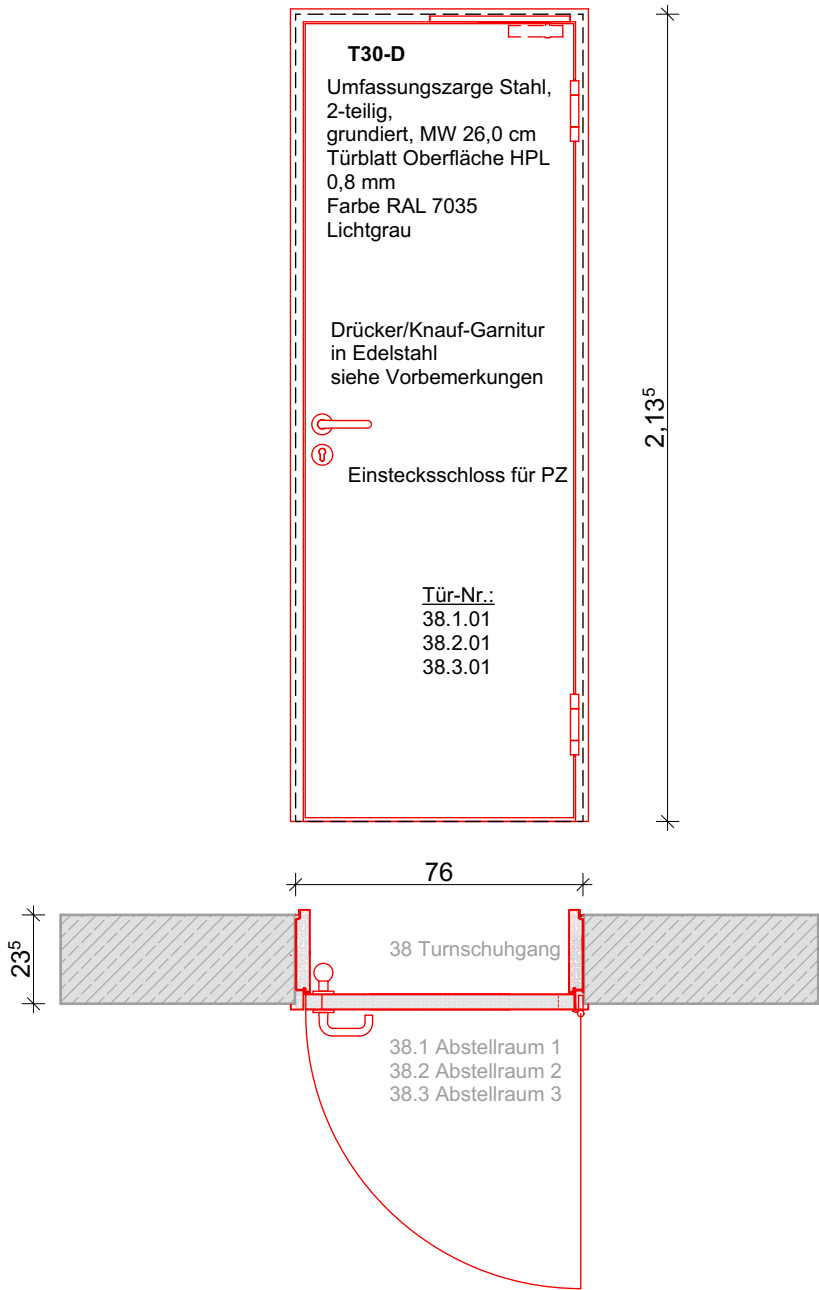 T30-D
Umfassungszarge Stahl,
2-teilig,
grundiert, MW 26,0 cm
Türblatt Oberfläche HPL
0,8 mm
Farbe RAL 7035
Lichtgrau
Drücker/Knauf-Garnitur
in Edelstahl
siehe Vorbemerkungen
2,13⁵
Einstecksschloss für PZ
Tür-Nr.:
38.1.01
38.2.01
38.3.01
76
23⁵
38 Turnschuhgang
38.1 Abstellraum 1
38.2 Abstellraum 2
38.3 Abstellraum 3